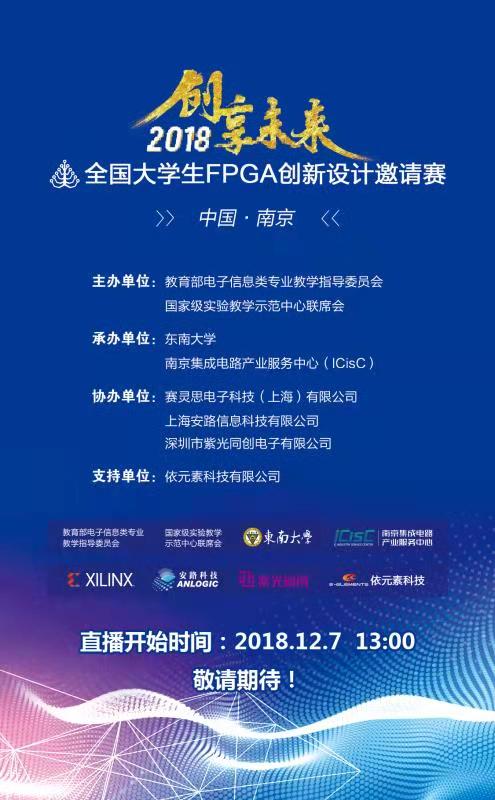 创享未来
2018
全国大学生FPGA创新设计邀请赛
中国·南京
主办单位：教育部电子信息类专业教学指导委员会
国家级实验教学示范中心联席会
承办单位：东南大学
南京集成电路产业服务中心（ICisC）
协办单位：赛灵思电子科技（上海）有限公司
上海安路信息科技有限公司
深圳市紫光同创电子有限公司
支持单位：依元素科技有限公司
教育部电子信息类专业 国家级实验教学 東南大學 ICisC 南京集成电路
教学指导委员会 示范中心联席会 产业服务中心
XILINX 安路科技 紫光同创 E-ELEMENTS 依元素科技
ANLOGIC
直播开始时间：2018.12.7 13:00
敬请期待！